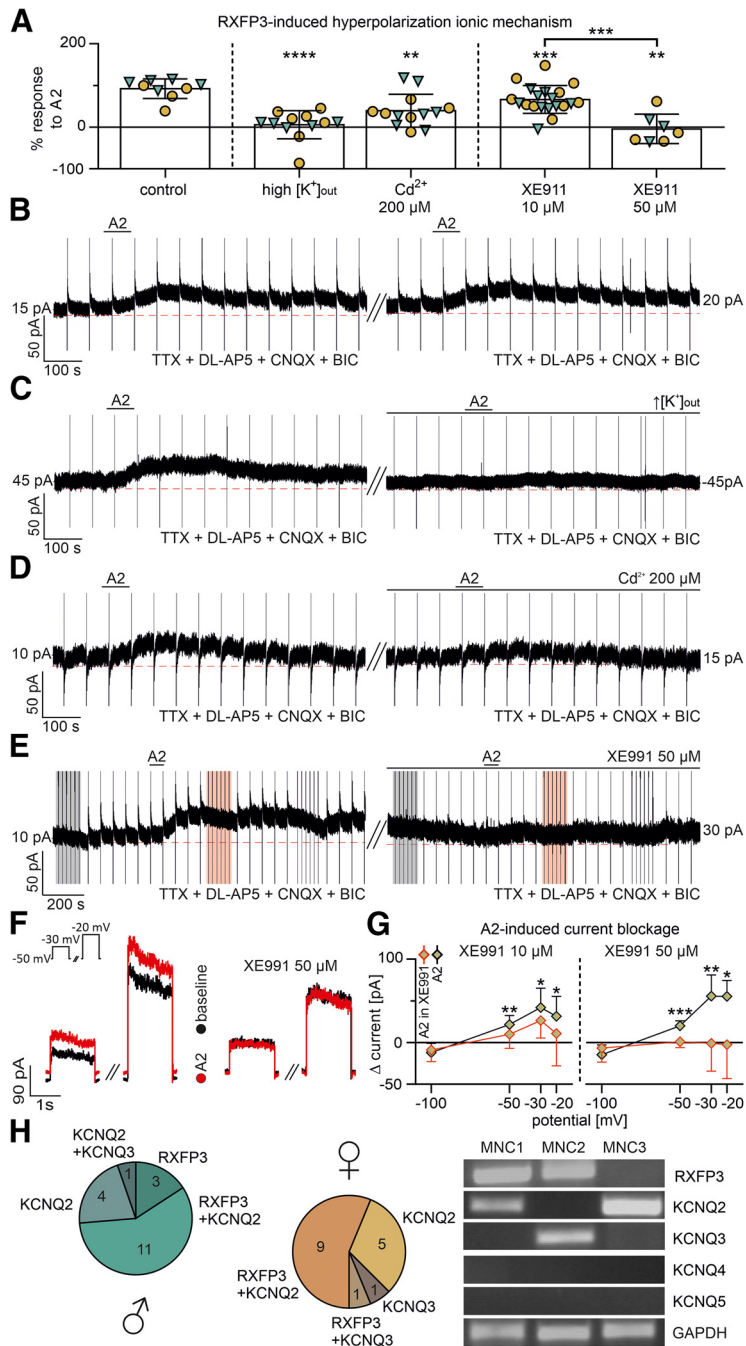 A
RXFP3-induced hyperpolarization ionic mechanism
% response to A2
200
100
0
-100
****
**
***
***
**
control
high [K⁺]out
Cd²⁺
200 µM
XE911
10 µM
XE911
50 µM
B
A2
A2
15 pA
20 pA
50 pA
100 s
TTX + DL-AP5 + CNQX + BIC
TTX + DL-AP5 + CNQX + BIC
C
A2
A2
↑[K⁺]out
45 pA
-45pA
50 pA
100 s
TTX + DL-AP5 + CNQX + BIC
TTX + DL-AP5 + CNQX + BIC
D
A2
A2
Cd²⁺ 200 µM
10 pA
15 pA
50 pA
100 s
TTX + DL-AP5 + CNQX + BIC
TTX + DL-AP5 + CNQX + BIC
E
A2
A2
XE991 50 µM
10 pA
30 pA
50 pA
200 s
TTX + DL-AP5 + CNQX + BIC
TTX + DL-AP5 + CNQX + BIC
F
-20 mV
-30 mV
-50 mV
baseline
A2
XE991 50 µM
90 pA
1s
G
A2-induced current blockage
XE991 10 µM
XE991 50 µM
A2 in XE991
A2
Δ current [pA]
100
0
-50
**
*
*
***
**
*
-100
-50
-30
-20
-100
-50
-30
-20
potential [mV]
H
KCNQ2
+KCNQ3
RXFP3
KCNQ2
RXFP3
+KCNQ2
1
3
4
11
♂
♀
KCNQ2
9
5
1
1
RXFP3
+KCNQ2
KCNQ3
RXFP3
+KCNQ3
MNC1
MNC2
MNC3
RXFP3
KCNQ2
KCNQ3
KCNQ4
KCNQ5
GAPDH